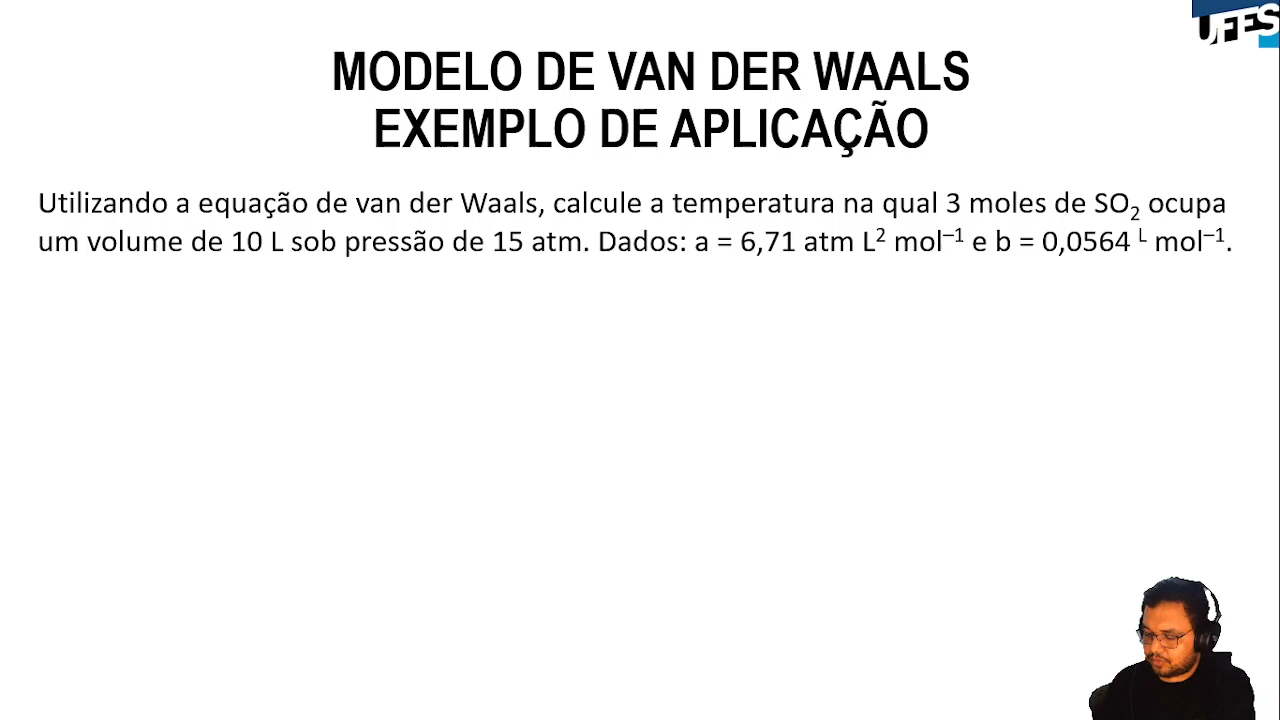 UFES
MODELO DE VAN DER WAALS
EXEMPLO DE APLICAÇÃO
Utilizando a equação de van der Waals, calcule a temperatura na qual 3 moles de SO₂ ocupa
um volume de 10 L sob pressão de 15 atm. Dados: a = 6,71 atm L² mol⁻¹ e b = 0,0564 ᴸ mol⁻¹.